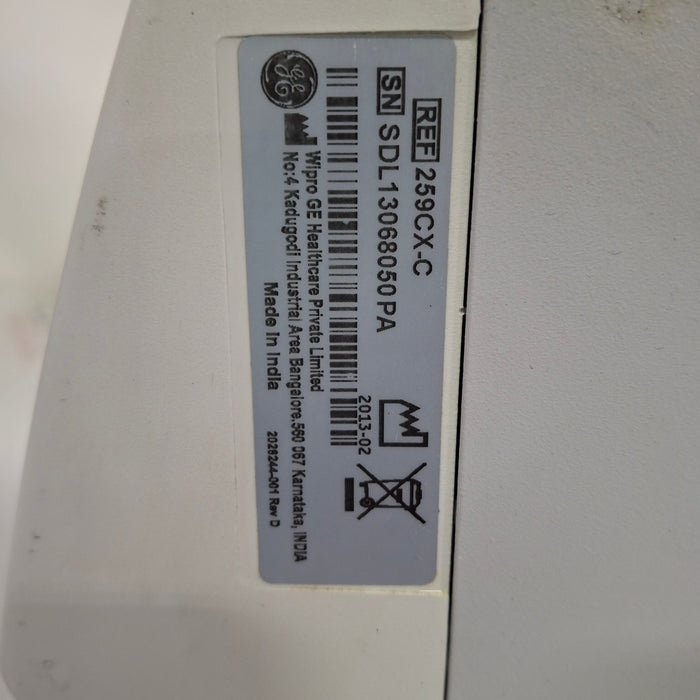 REF 259CX-C
SN SDL13068050PA
2013-02
GE
Wipro GE Healthcare Private Limited
No:4 Kadugodi Industrial Area Bangalore.560 067 Karnataka, INDIA
Made in India
2026244-001 Rev D